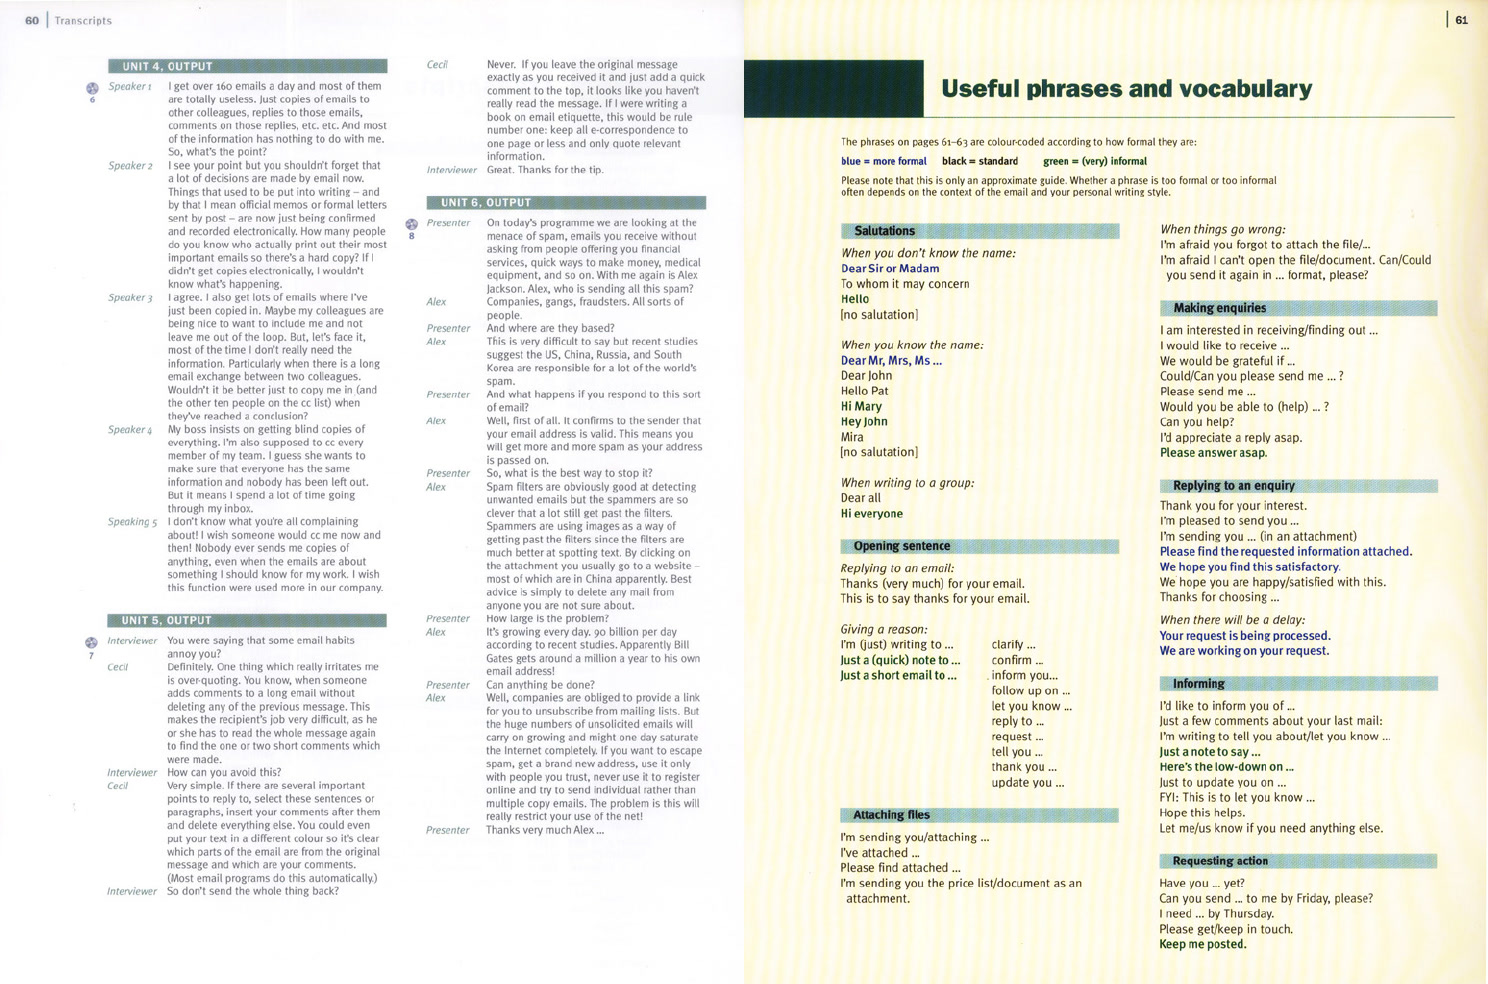 60 | Transcripts
UNIT 4, OUTPUT
6
Speaker 1 I get over 160 emails a day and most of them
are totally useless. Just copies of emails to
other colleagues, replies to those emails,
comments on those replies, etc. etc. And most
of the information has nothing to do with me.
So, what's the point?
Speaker 2 I see your point but you shouldn't forget that
a lot of decisions are made by email now.
Things that used to be put into writing – and
by that I mean official memos or formal letters
sent by post – are now just being confirmed
and recorded electronically. How many people
do you know who actually print out their most
important emails so there's a hard copy? If I
didn't get copies electronically, I wouldn't
know what's happening.
Speaker 3 I agree. I also get lots of emails where I've
just been copied in. Maybe my colleagues are
being nice to want to include me and not
leave me out of the loop. But, let's face it,
most of the time I don't really need the
information. Particularly when there is a long
email exchange between two colleagues.
Wouldn't it be better just to copy me in (and
the other ten people on the cc list) when
they've reached a conclusion?
Speaker 4 My boss insists on getting blind copies of
everything. I'm also supposed to cc every
member of my team. I guess she wants to
make sure that everyone has the same
information and nobody has been left out.
But it means I spend a lot of time going
through my inbox.
Speaking 5 I don't know what you're all complaining
about! I wish someone would cc me now and
then! Nobody ever sends me copies of
anything, even when the emails are about
something I should know for my work. I wish
this function were used more in our company.
UNIT 5, OUTPUT
7
Interviewer You were saying that some email habits
annoy you?
Cecil Definitely. One thing which really irritates me
is over-quoting. You know, when someone
adds comments to a long email without
deleting any of the previous message. This
makes the recipient's job very difficult, as he
or she has to read the whole message again
to find the one or two short comments which
were made.
Interviewer How can you avoid this?
Cecil Very simple. If there are several important
points to reply to, select these sentences or
paragraphs, insert your comments after them
and delete everything else. You could even
put your text in a different colour so it's clear
which parts of the email are from the original
message and which are your comments.
(Most email programs do this automatically.)
Interviewer So don't send the whole thing back?
Cecil Never. If you leave the original message
exactly as you received it and just add a quick
comment to the top, it looks like you haven't
really read the message. If I were writing a
book on email etiquette, this would be rule
number one: keep all e-correspondence to
one page or less and only quote relevant
information.
Interviewer Great. Thanks for the tip.
UNIT 6, OUTPUT
8
Presenter On today's programme we are looking at the
menace of spam, emails you receive without
asking from people offering you financial
services, quick ways to make money, medical
equipment, and so on. With me again is Alex
Jackson. Alex, who is sending all this spam?
Alex Companies, gangs, fraudsters. All sorts of
people.
Presenter And where are they based?
Alex This is very difficult to say but recent studies
suggest the US, China, Russia, and South
Korea are responsible for a lot of the world's
spam.
Presenter And what happens if you respond to this sort
of email?
Alex Well, first of all. It confirms to the sender that
your email address is valid. This means you
will get more and more spam as your address
is passed on.
Presenter So, what is the best way to stop it?
Alex Spam filters are obviously good at detecting
unwanted emails but the spammers are so
clever that a lot still get past the filters.
Spammers are using images as a way of
getting past the filters since the filters are
much better at spotting text. By clicking on
the attachment you usually go to a website –
most of which are in China apparently. Best
advice is simply to delete any mail from
anyone you are not sure about.
Presenter How large is the problem?
Alex It's growing every day. 90 billion per day
according to recent studies. Apparently Bill
Gates gets around a million a year to his own
email address!
Presenter Can anything be done?
Alex Well, companies are obliged to provide a link
for you to unsubscribe from mailing lists. But
the huge numbers of unsolicited emails will
carry on growing and might one day saturate
the Internet completely. If you want to escape
spam, get a brand new address, use it only
with people you trust, never use it to register
online and try to send individual rather than
multiple copy emails. The problem is this will
really restrict your use of the net!
Presenter Thanks very much Alex ...
| 61
Useful phrases and vocabulary
The phrases on pages 61–63 are colour-coded according to how formal they are:
blue = more formal black = standard green = (very) informal
Please note that this is only an approximate guide. Whether a phrase is too formal or too informal
often depends on the context of the email and your personal writing style.
Salutations
When you don't know the name:
Dear Sir or Madam
To whom it may concern
Hello
[no salutation]
When you know the name:
Dear Mr, Mrs, Ms ...
Dear John
Hello Pat
Hi Mary
Hey John
Mira
[no salutation]
When writing to a group:
Dear all
Hi everyone
Opening sentence
Replying to an email:
Thanks (very much) for your email.
This is to say thanks for your email.
Giving a reason:
I'm (just) writing to ... clarify ...
Just a (quick) note to ... confirm ...
Just a short email to ... inform you...
follow up on ...
let you know ...
reply to ...
request ...
tell you ...
thank you ...
update you ...
Attaching files
I'm sending you/attaching ...
I've attached ...
Please find attached ...
I'm sending you the price list/document as an
attachment.
When things go wrong:
I'm afraid you forgot to attach the file/...
I'm afraid I can't open the file/document. Can/Could
you send it again in ... format, please?
Making enquiries
I am interested in receiving/finding out ...
I would like to receive ...
We would be grateful if ...
Could/Can you please send me ... ?
Please send me ...
Would you be able to (help) ... ?
Can you help?
I'd appreciate a reply asap.
Please answer asap.
Replying to an enquiry
Thank you for your interest.
I'm pleased to send you ...
I'm sending you ... (in an attachment)
Please find the requested information attached.
We hope you find this satisfactory.
We hope you are happy/satisfied with this.
Thanks for choosing ...
When there will be a delay:
Your request is being processed.
We are working on your request.
Informing
I'd like to inform you of ...
Just a few comments about your last mail:
I'm writing to tell you about/let you know ...
Just a note to say ...
Here's the low-down on ...
Just to update you on ...
FYI: This is to let you know ...
Hope this helps.
Let me/us know if you need anything else.
Requesting action
Have you ... yet?
Can you send ... to me by Friday, please?
I need ... by Thursday.
Please get/keep in touch.
Keep me posted.